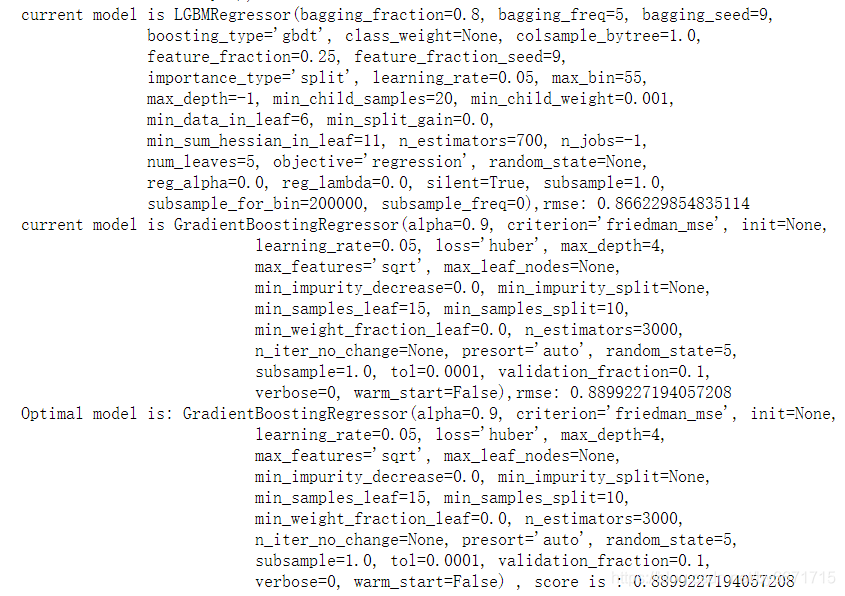 current model is LGBMRegressor(bagging_fraction=0.8, bagging_freq=5, bagging_seed=9,
boosting_type='gbdt', class_weight=None, colsample_bytree=1.0,
feature_fraction=0.25, feature_fraction_seed=9,
importance_type='split', learning_rate=0.05, max_bin=55,
max_depth=-1, min_child_samples=20, min_child_weight=0.001,
min_data_in_leaf=6, min_split_gain=0.0,
min_sum_hessian_in_leaf=11, n_estimators=700, n_jobs=-1,
num_leaves=5, objective='regression', random_state=None,
reg_alpha=0.0, reg_lambda=0.0, silent=True, subsample=1.0,
subsample_for_bin=200000, subsample_freq=0),rmse: 0.866229854835114
current model is GradientBoostingRegressor(alpha=0.9, criterion='friedman_mse', init=None,
learning_rate=0.05, loss='huber', max_depth=4,
max_features='sqrt', max_leaf_nodes=None,
min_impurity_decrease=0.0, min_impurity_split=None,
min_samples_leaf=15, min_samples_split=10,
min_weight_fraction_leaf=0.0, n_estimators=3000,
n_iter_no_change=None, presort='auto', random_state=5,
subsample=1.0, tol=0.0001, validation_fraction=0.1,
verbose=0, warm_start=False),rmse: 0.8899227194057208
Optimal model is: GradientBoostingRegressor(alpha=0.9, criterion='friedman_mse', init=None,
learning_rate=0.05, loss='huber', max_depth=4,
max_features='sqrt', max_leaf_nodes=None,
min_impurity_decrease=0.0, min_impurity_split=None,
min_samples_leaf=15, min_samples_split=10,
min_weight_fraction_leaf=0.0, n_estimators=3000,
n_iter_no_change=None, presort='auto', random_state=5,
subsample=1.0, tol=0.0001, validation_fraction=0.1,
verbose=0, warm_start=False) , score is : 0.8899227194057208